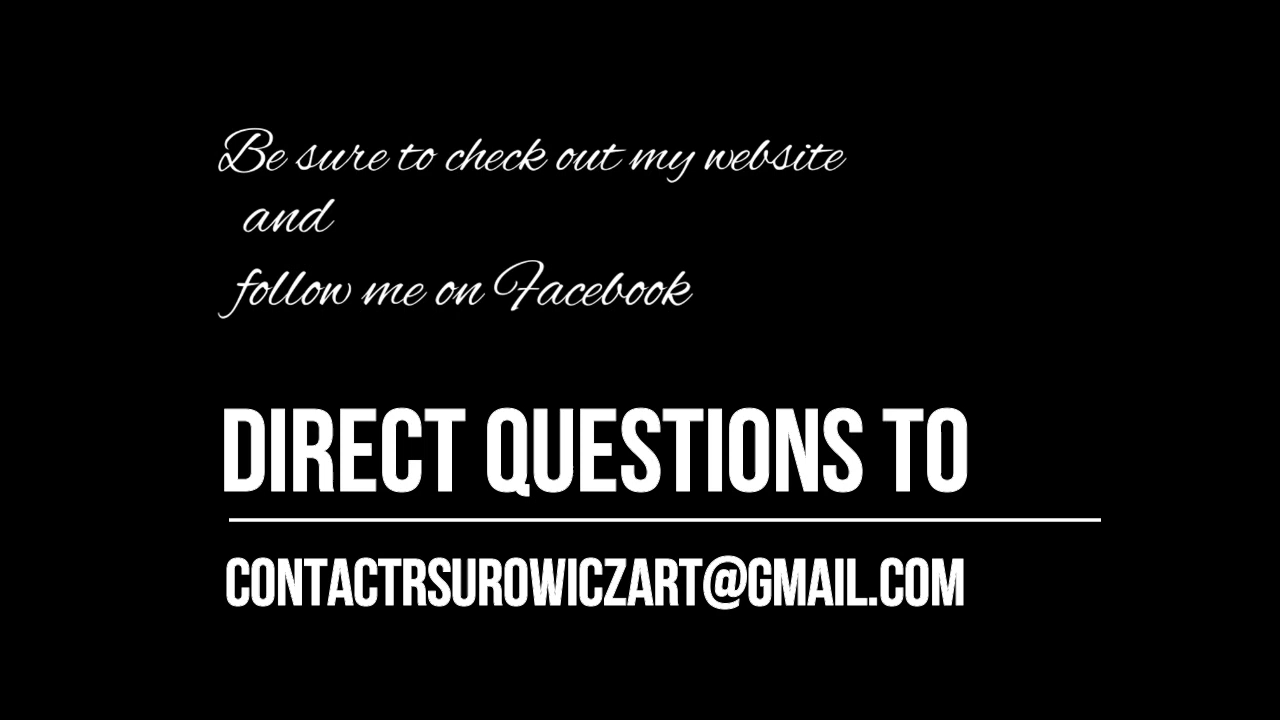 Be sure to check out my website
and
follow me on Facebook
DIRECT QUESTIONS TO
CONTACTRSUROWICZART@GMAIL.COM